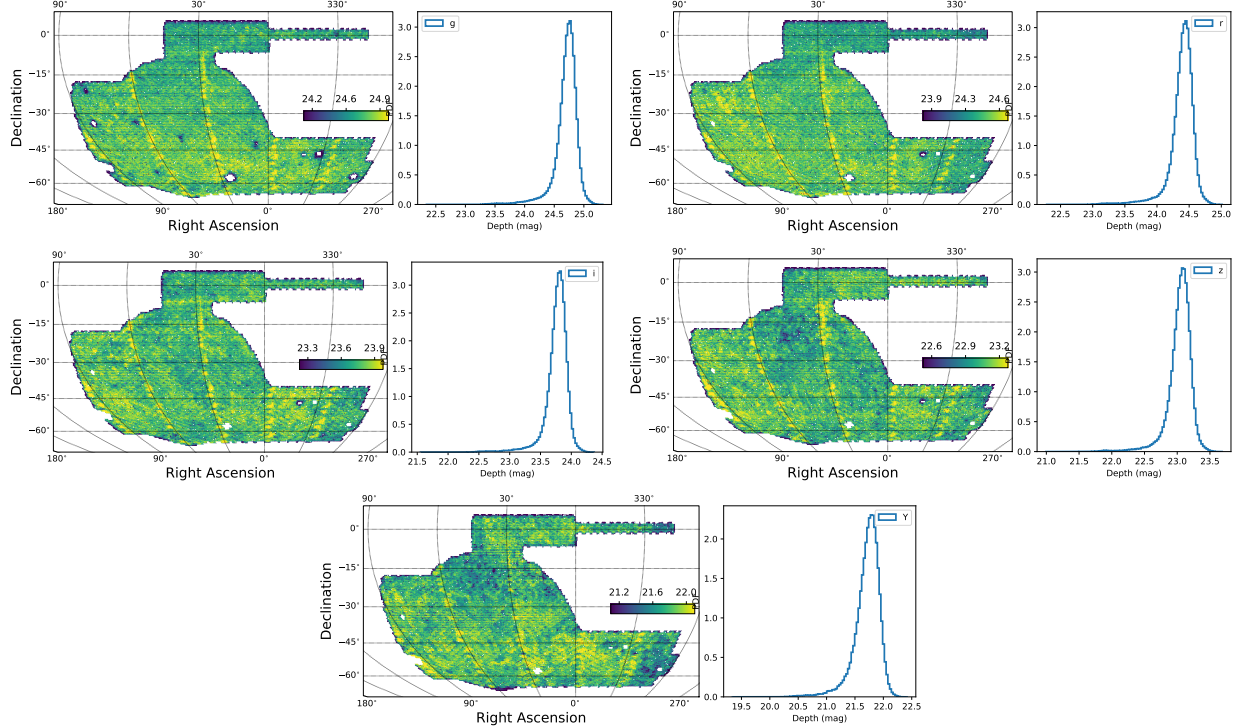 90° 30° 330°
0°
−15°
−30°
−45°
−60°
180° 90° 0° 270°
Declination
Right Ascension
24.2 24.6 24.9
PDF
3.0
2.5
2.0
1.5
1.0
0.5
0.0
22.5 23.0 23.5 24.0 24.5 25.0
Depth (mag)
g
90° 30° 330°
0°
−15°
−30°
−45°
−60°
180° 90° 0° 270°
Declination
Right Ascension
23.9 24.3 24.6
PDF
3.0
2.5
2.0
1.5
1.0
0.5
0.0
22.5 23.0 23.5 24.0 24.5 25.0
Depth (mag)
r
90° 30° 330°
0°
−15°
−30°
−45°
−60°
180° 90° 0° 270°
Declination
Right Ascension
23.3 23.6 23.9
PDF
3.0
2.5
2.0
1.5
1.0
0.5
0.0
21.5 22.0 22.5 23.0 23.5 24.0 24.5
Depth (mag)
i
90° 30° 330°
0°
−15°
−30°
−45°
−60°
180° 90° 0° 270°
Declination
Right Ascension
22.6 22.9 23.2
PDF
3.0
2.5
2.0
1.5
1.0
0.5
0.0
21.0 21.5 22.0 22.5 23.0 23.5
Depth (mag)
z
90° 30° 330°
0°
−15°
−30°
−45°
−60°
180° 90° 0° 270°
Declination
Right Ascension
21.2 21.6 22.0
PDF
2.0
1.5
1.0
0.5
0.0
19.5 20.0 20.5 21.0 21.5 22.0 22.5
Depth (mag)
Y